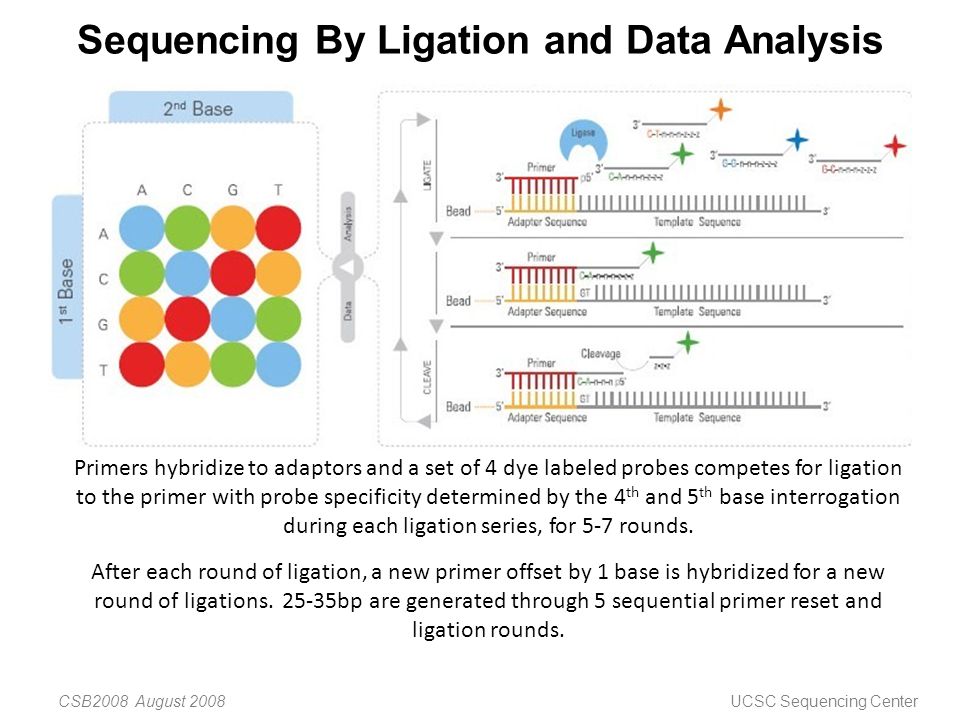 Sequencing By Ligation and Data Analysis
2nd Base
1st Base
A C G T
A
C
G
T
Data Analysis
LIGATE
Ligase
3'
C-T-n-n-n-z-z-z
3'
C-A-n-n-n-z-z-z
3'
G-G-n-n-n-z-z-z
3'
G-C-n-n-n-z-z-z
Primer
3' p5'
Bead 5' 3'
Adapter Sequence Template Sequence
Primer
3' C-A-n-n-n-z-z-z
GT
Bead 5' 3'
Adapter Sequence Template Sequence
CLEAVE
Cleavage
z-z-z
Primer
3' C-A-n-n-n p5'
GT
Bead 5' 3'
Adapter Sequence Template Sequence
Primers hybridize to adaptors and a set of 4 dye labeled probes competes for ligation
to the primer with probe specificity determined by the 4th and 5th base interrogation
during each ligation series, for 5-7 rounds.
After each round of ligation, a new primer offset by 1 base is hybridized for a new
round of ligations. 25-35bp are generated through 5 sequential primer reset and
ligation rounds.
CSB2008 August 2008 UCSC Sequencing Center